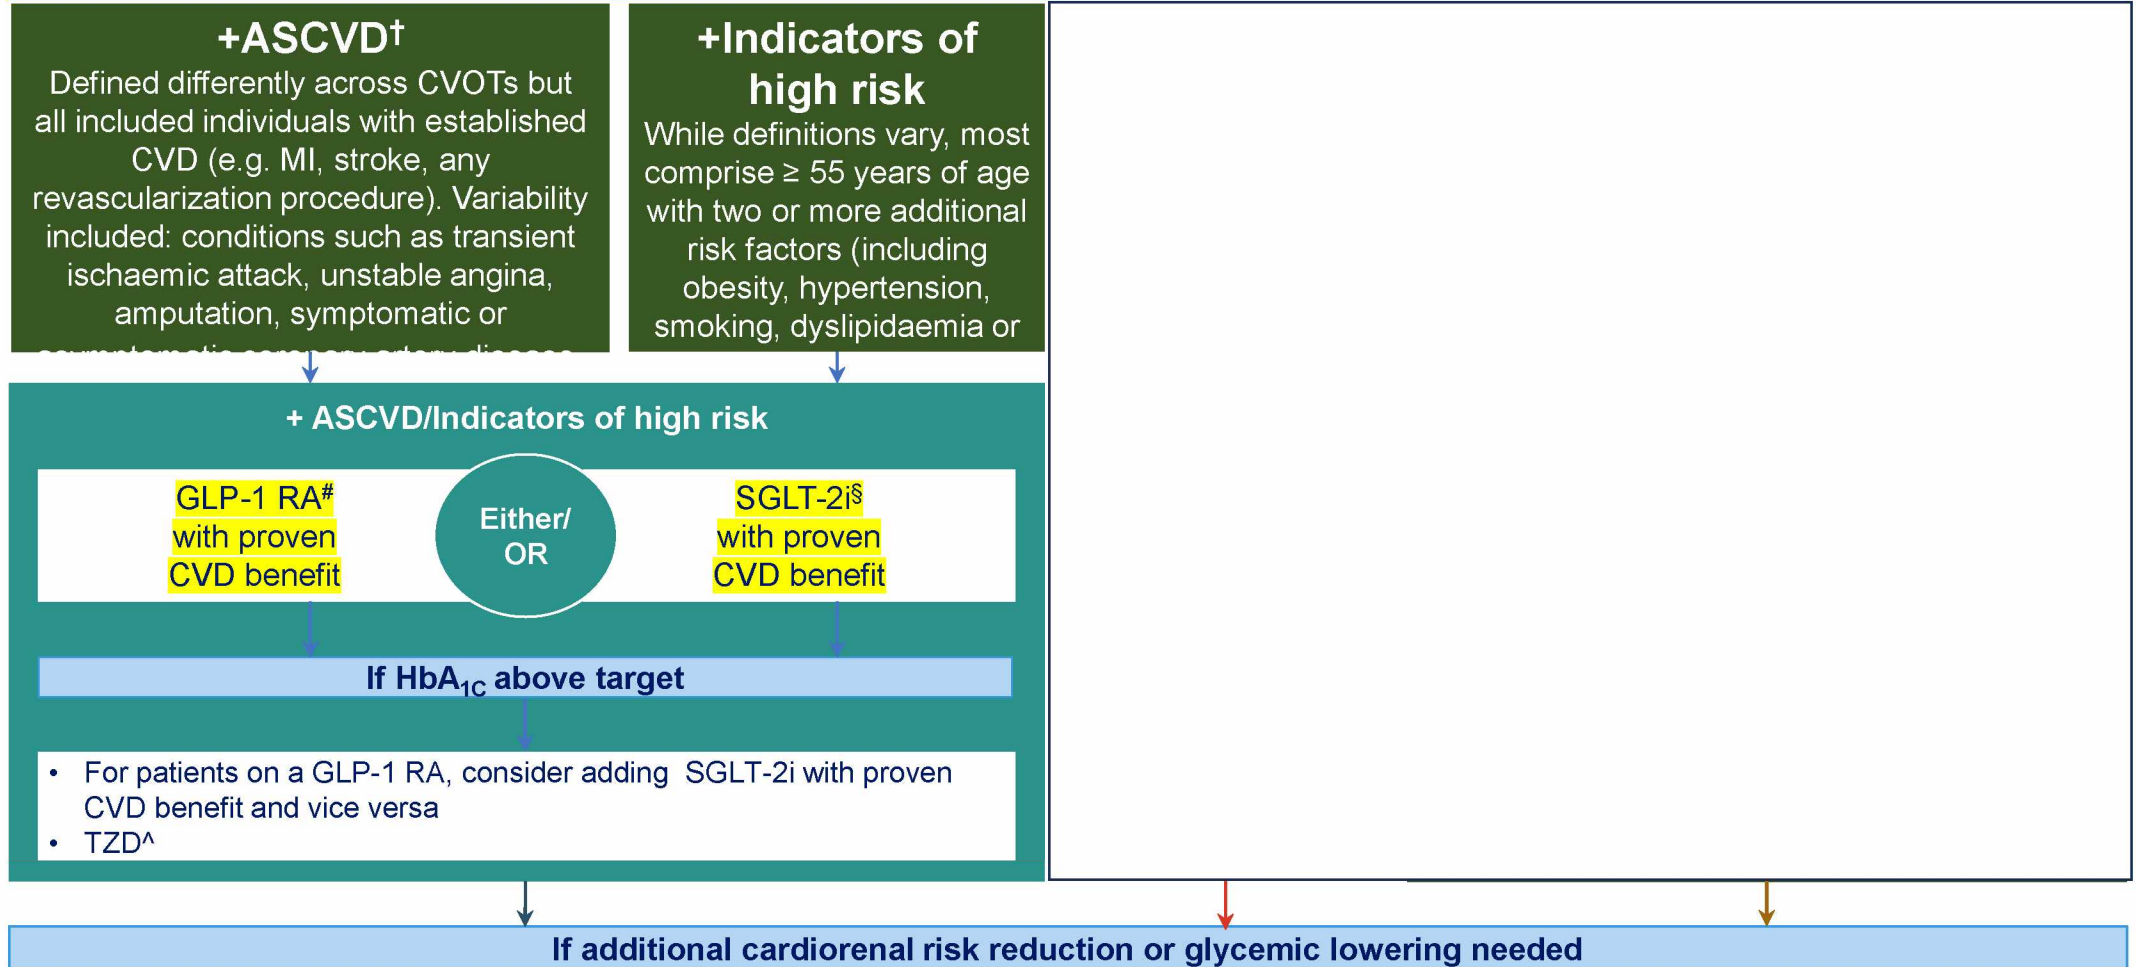 +ASCVD†
Defined differently across CVOTs but
all included individuals with established
CVD (e.g. MI, stroke, any
revascularization procedure). Variability
included: conditions such as transient
ischaemic attack, unstable angina,
amputation, symptomatic or
asymptomatic coronary artery disease
+Indicators of
high risk
While definitions vary, most
comprise ≥ 55 years of age
with two or more additional
risk factors (including
obesity, hypertension,
smoking, dyslipidaemia or
+ ASCVD/Indicators of high risk
GLP-1 RA#
with proven
CVD benefit
Either/
OR
SGLT-2i§
with proven
CVD benefit
If HbA1C above target
• For patients on a GLP-1 RA, consider adding SGLT-2i with proven
CVD benefit and vice versa
• TZD^
If additional cardiorenal risk reduction or glycemic lowering needed